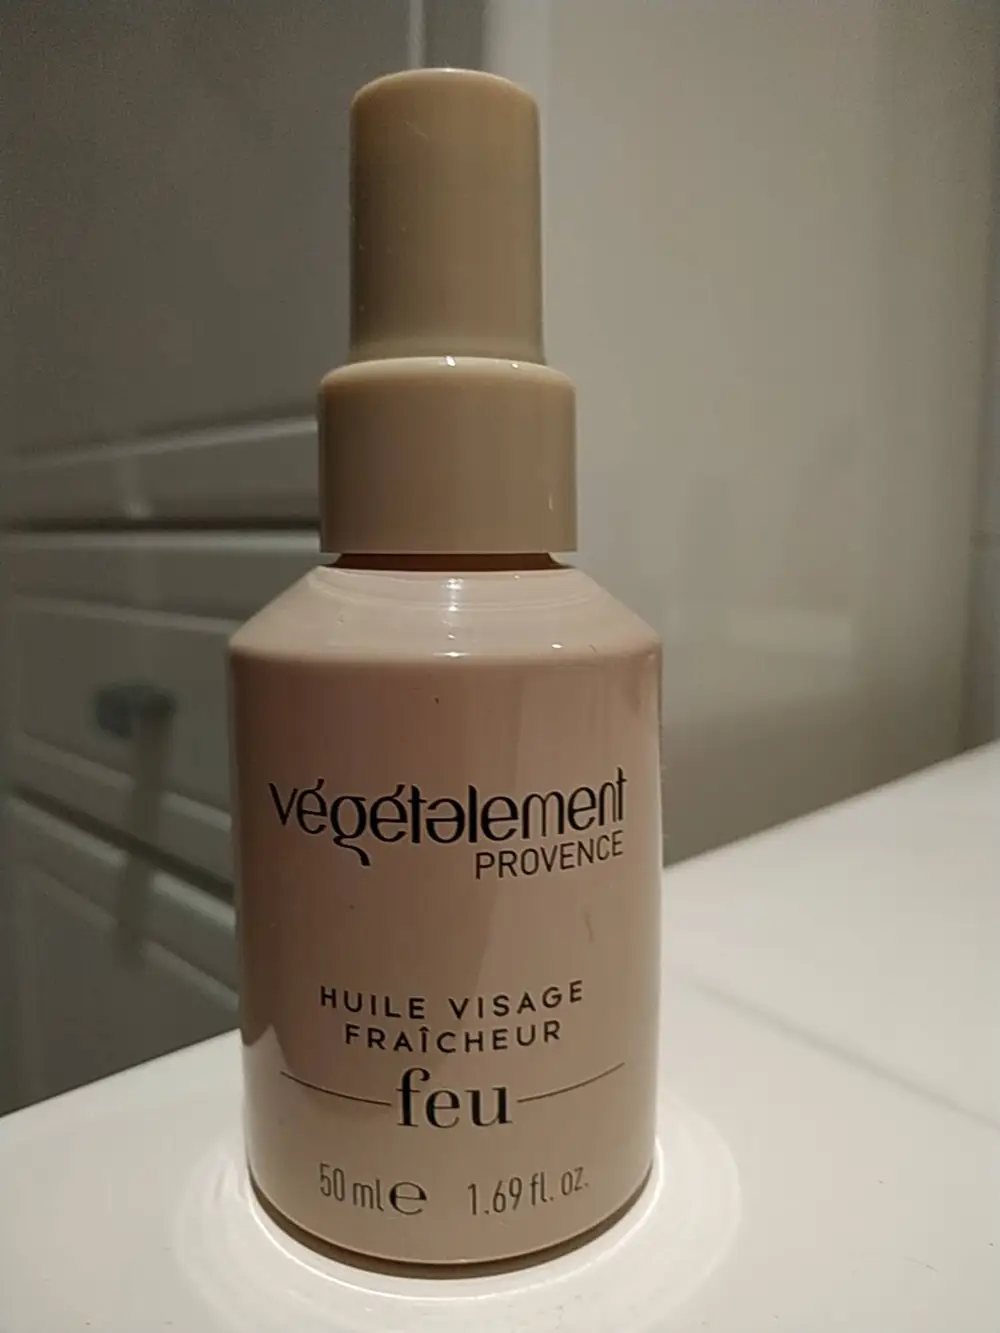 végétalement
PROVENCE
HUILE VISAGE
FRAÎCHEUR
feu
50 ml ℮ 1.69 fl. oz.